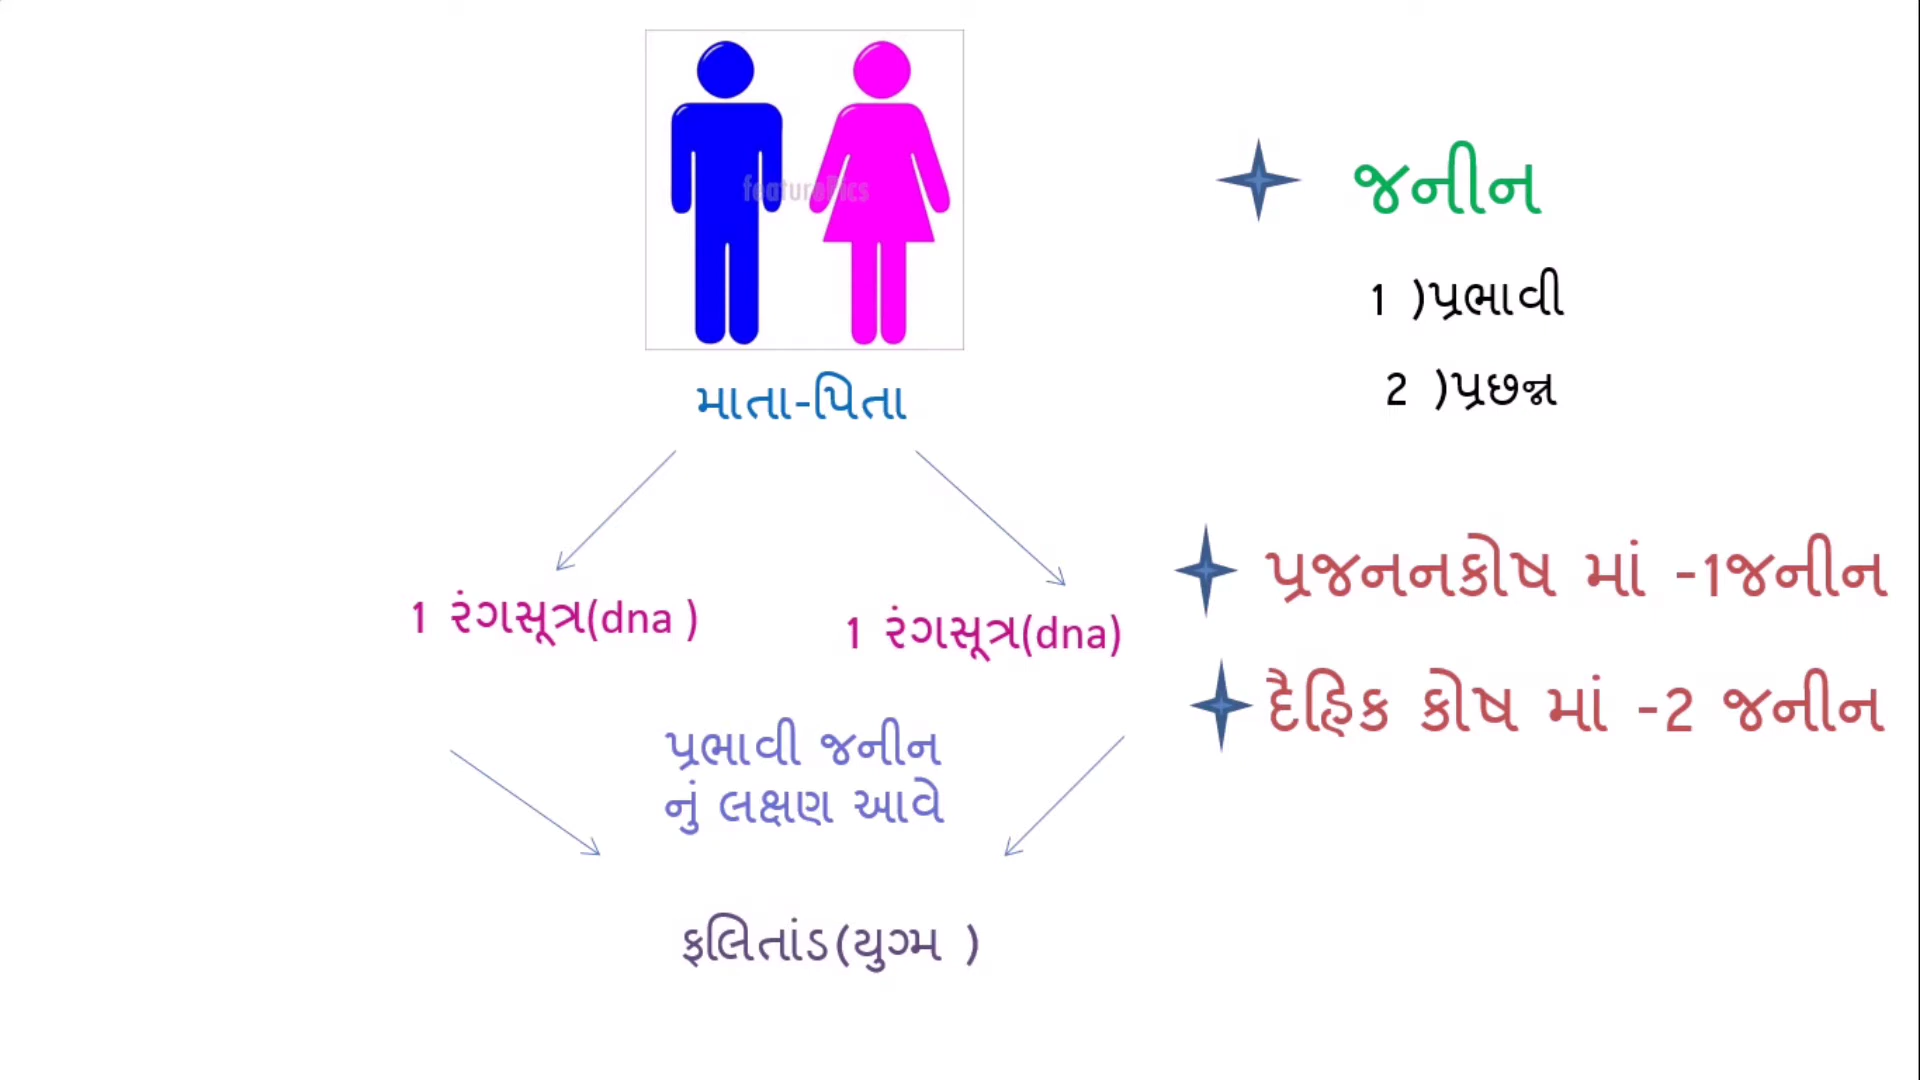 featurePics
માતા-પિતા
1 રંગસૂત્ર(dna )
1 રંગસૂત્ર(dna)
પ્રભાવી જનીન
નું લક્ષણ આવે
ફલિતાંડ(યુગ્મ )
જનીન
1 )પ્રભાવી
2 )પ્રછન્ન
પ્રજનનકોષ માં -1જનીન
દૈહિક કોષ માં -2 જનીન